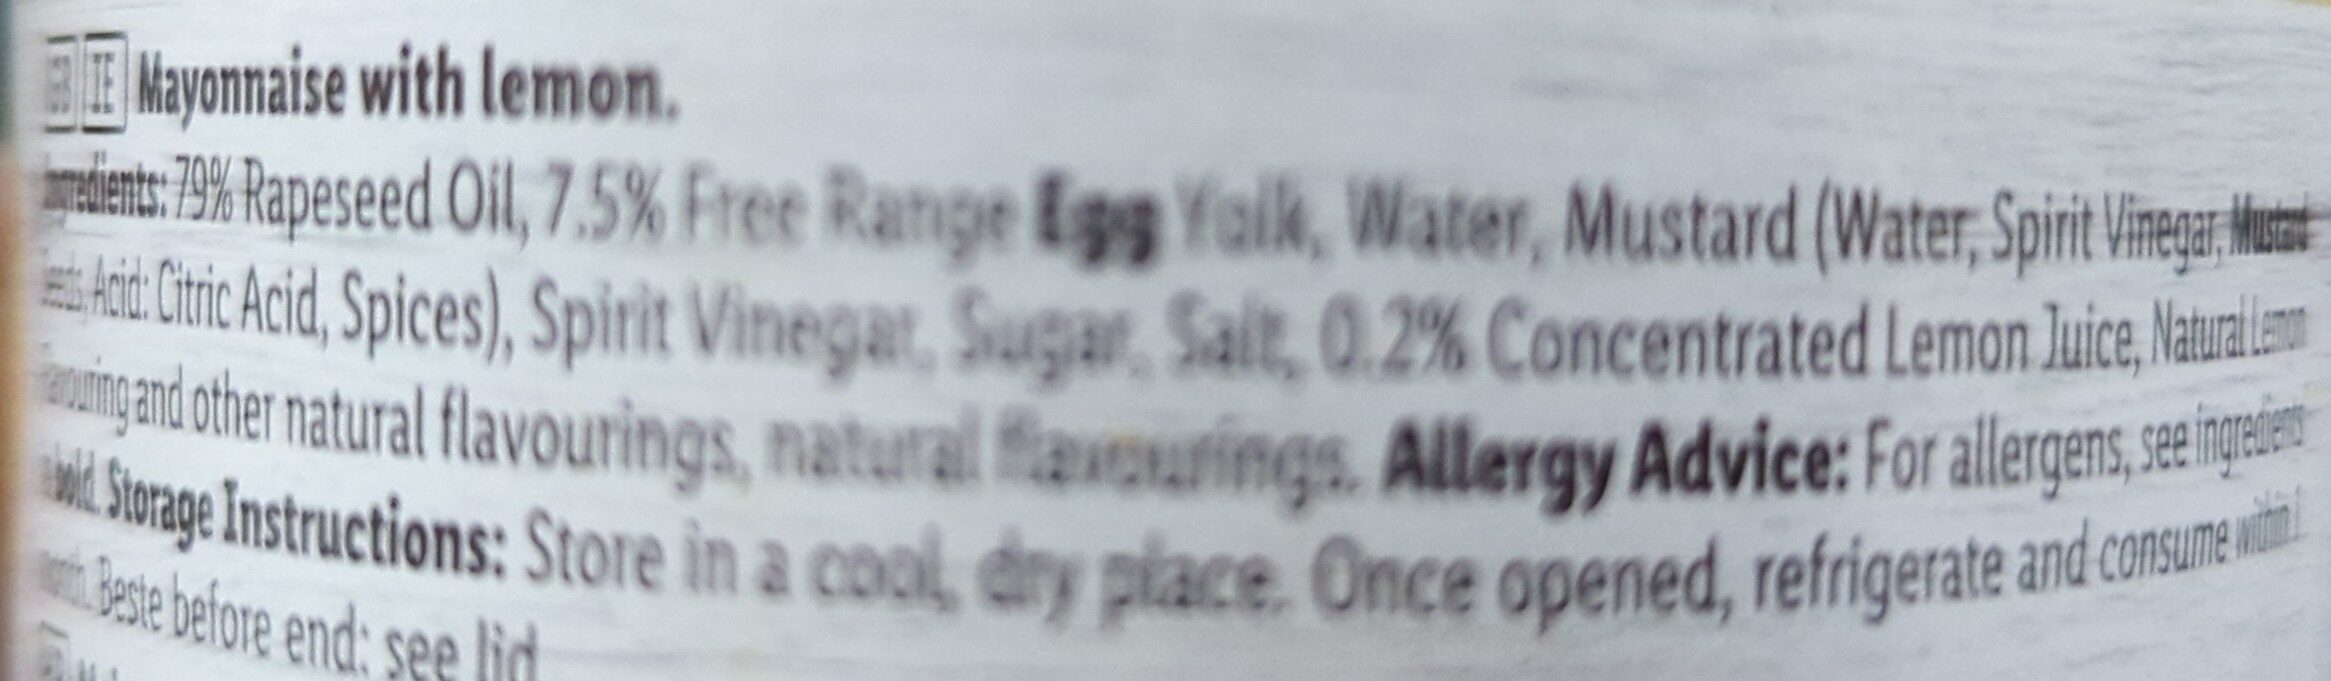 GB IE Mayonnaise with lemon.
Ingredients: 79% Rapeseed Oil, 7.5% Free Range Egg Yolk, Water, Mustard (Water, Spirit Vinegar, Mustard
Seeds, Acid: Citric Acid, Spices), Spirit Vinegar, Sugar, Salt, 0.2% Concentrated Lemon Juice, Natural Lemon
flavouring and other natural flavourings, natural flavourings. Allergy Advice: For allergens, see ingredients
bold. Storage Instructions: Store in a cool, dry place. Once opened, refrigerate and consume within 1
month. Beste before end: see lid